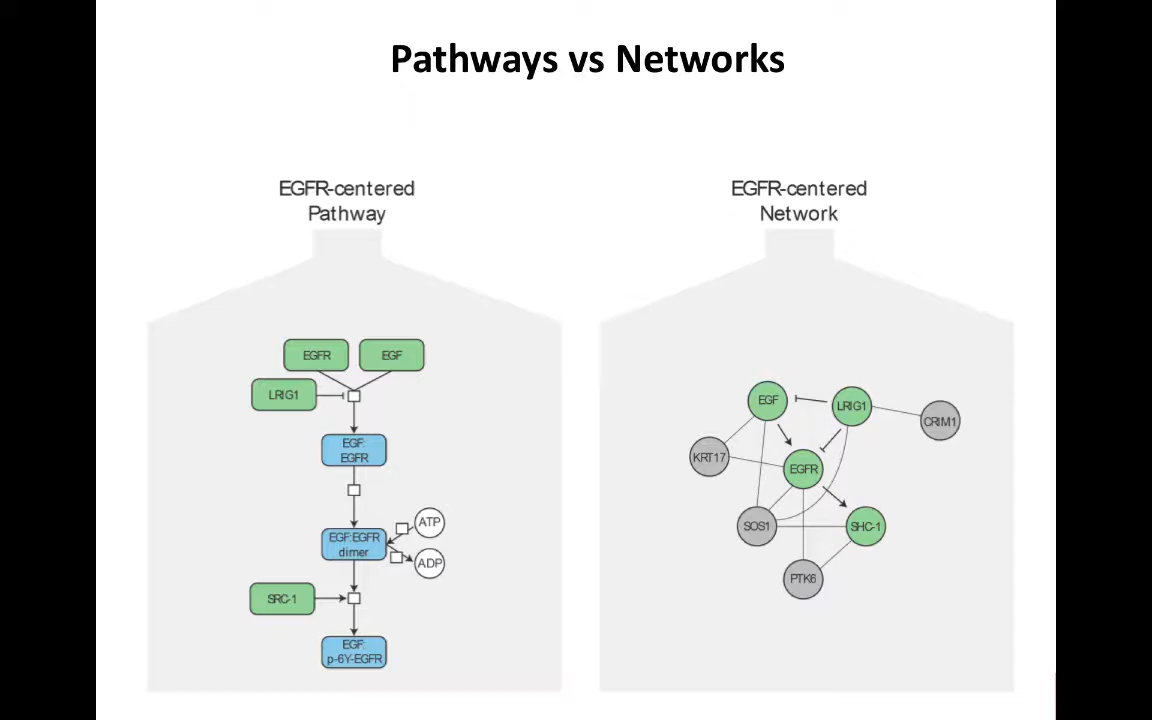 Pathways vs Networks
EGFR-centered
Pathway
EGFR
EGF
LRIG1
EGF:
EGFR
EGF:EGFR
dimer
ATP
ADP
SRC-1
EGF:
p-6Y-EGFR
EGFR-centered
Network
EGF
LRIG1
CRIM1
KRT17
EGFR
SOS1
SHC-1
PTK6